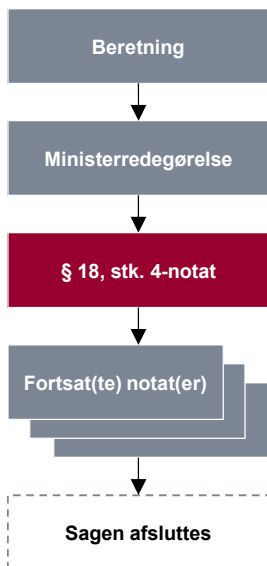 Beretning
Ministerredegørelse
§ 18, stk. 4-notat
Fortsat(te) notat(er)
Sagen afsluttes